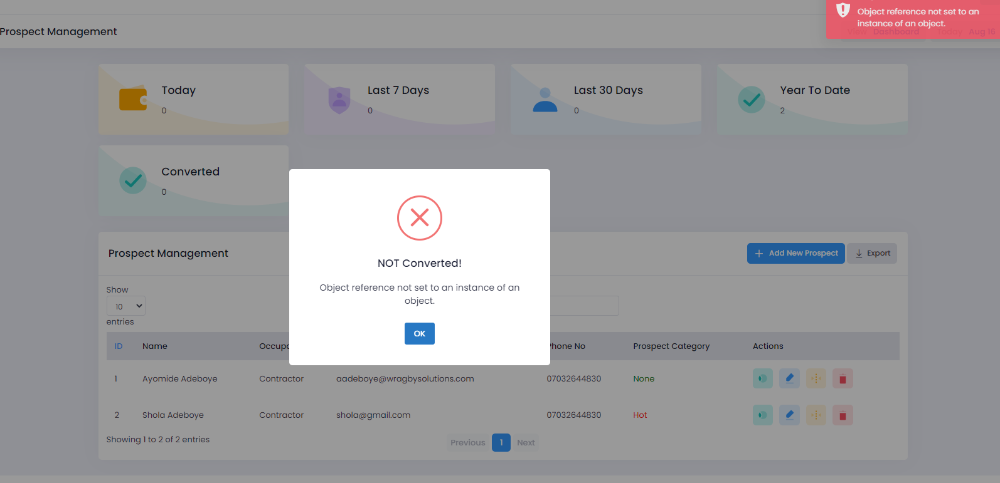 Object reference not set to an
instance of an object.
Prospect Management
View Dashboard Today Aug 16
Today
0
Last 7 Days
0
Last 30 Days
0
Year To Date
2
Converted
0
NOT Converted!
Object reference not set to an instance of an
object.
OK
Prospect Management
Add New Prospect Export
Show
10
entries
ID Name Occupa Phone No Prospect Category Actions
1 Ayomide Adeboye Contractor aadeboye@wragbysolutions.com 07032644830 None
2 Shola Adeboye Contractor shola@gmail.com 07032644830 Hot
Showing 1 to 2 of 2 entries
Previous 1 Next